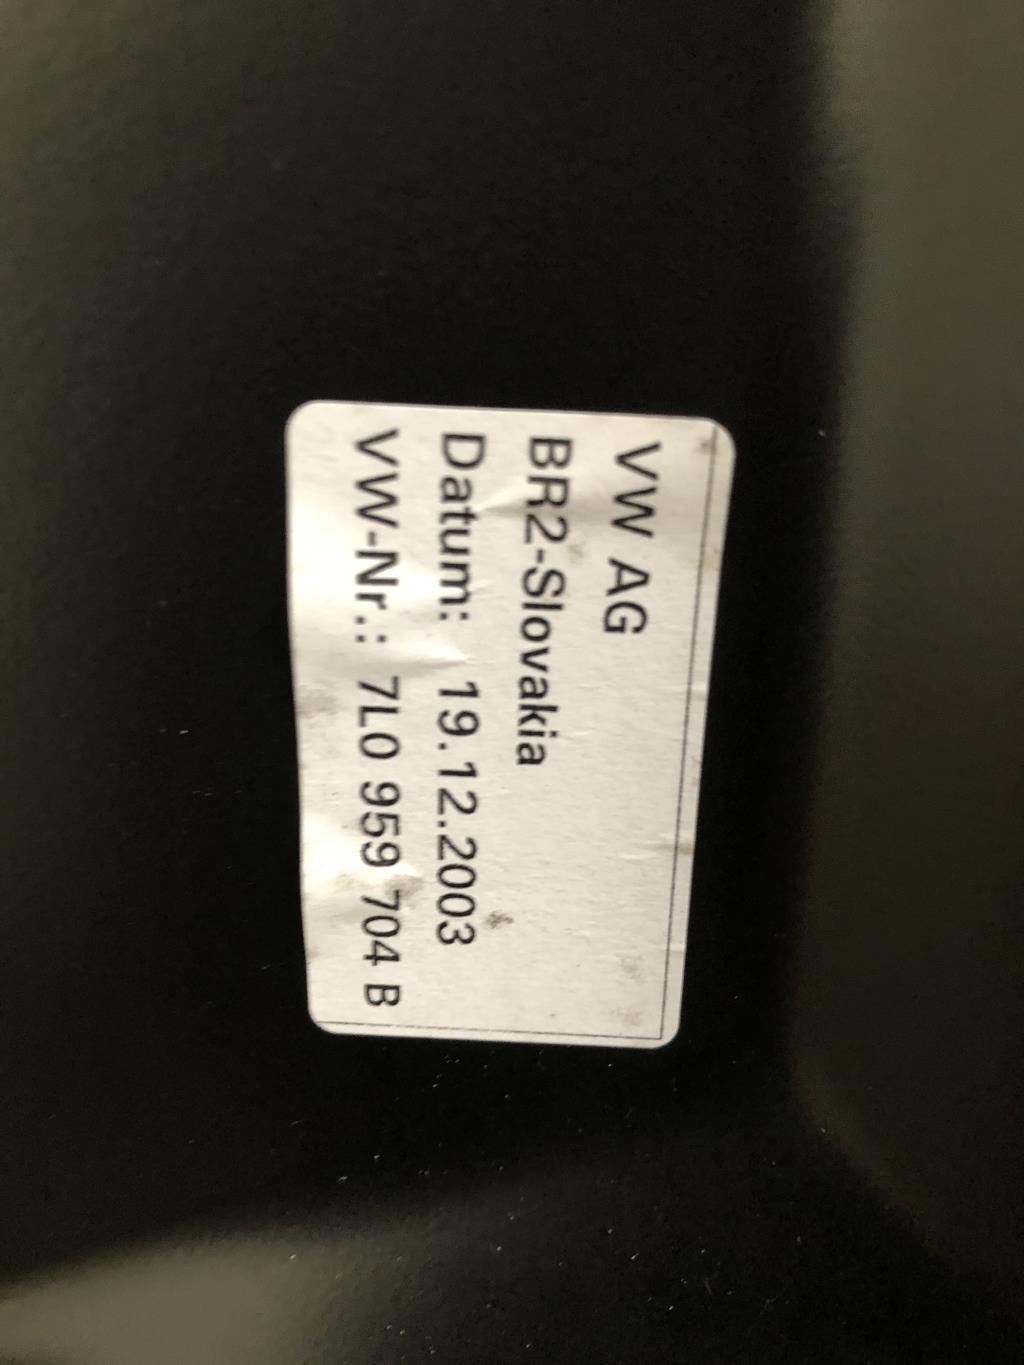 VW AG
BR2-Slovakia
Datum: 19.12.2003
VW-Nr.: 7L0 959 704 B